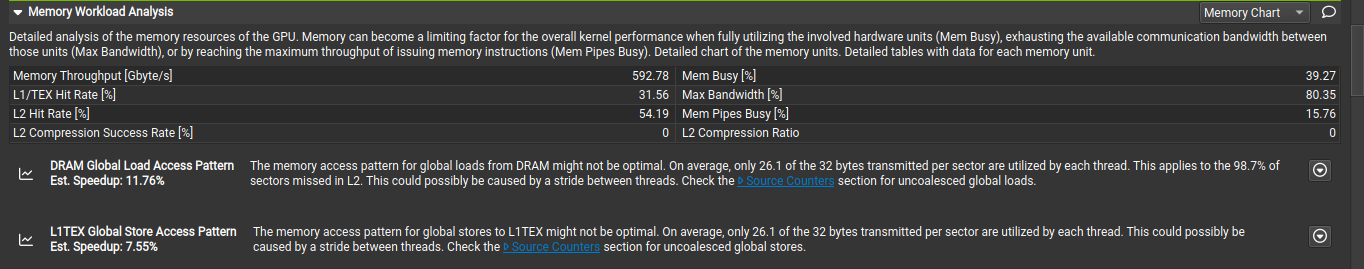 Memory Workload Analysis
Memory Chart
Detailed analysis of the memory resources of the GPU. Memory can become a limiting factor for the overall kernel performance when fully utilizing the involved hardware units (Mem Busy), exhausting the available communication bandwidth between
those units (Max Bandwidth), or by reaching the maximum throughput of issuing memory instructions (Mem Pipes Busy). Detailed chart of the memory units. Detailed tables with data for each memory unit.
Memory Throughput [Gbyte/s] 592.78 Mem Busy [%] 39.27
L1/TEX Hit Rate [%] 31.56 Max Bandwidth [%] 80.35
L2 Hit Rate [%] 54.19 Mem Pipes Busy [%] 15.76
L2 Compression Success Rate [%] 0 L2 Compression Ratio 0
DRAM Global Load Access Pattern
Est. Speedup: 11.76%
The memory access pattern for global loads from DRAM might not be optimal. On average, only 26.1 of the 32 bytes transmitted per sector are utilized by each thread. This applies to the 98.7% of
sectors missed in L2. This could possibly be caused by a stride between threads. Check the Source Counters section for uncoalesced global loads.
L1TEX Global Store Access Pattern
Est. Speedup: 7.55%
The memory access pattern for global stores to L1TEX might not be optimal. On average, only 26.1 of the 32 bytes transmitted per sector are utilized by each thread. This could possibly be
caused by a stride between threads. Check the Source Counters section for uncoalesced global stores.